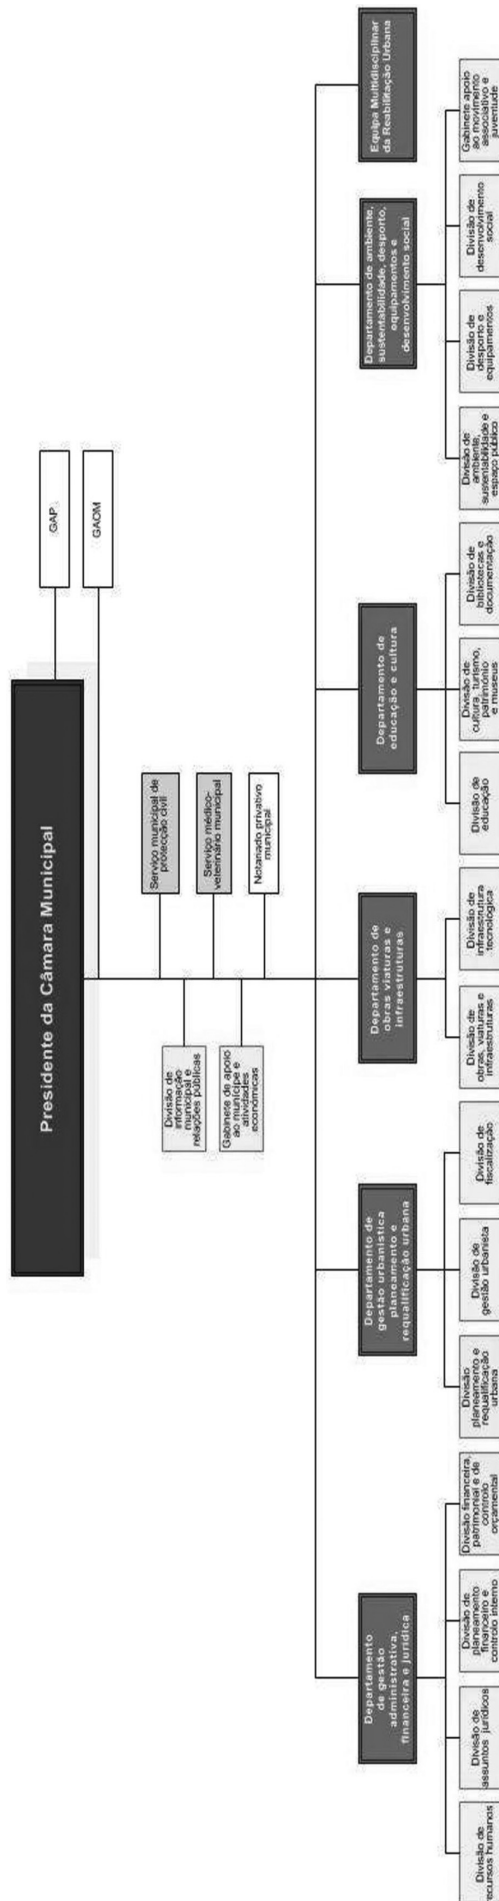 Presidente da Câmara Municipal
GAP
GAOM
Serviço municipal de
protecção civil
Divisão de
informação
municipal e
relações públicas
Serviço médico-
veterinário municipal
Gabinete de apoio
ao munícipe e
atividades
económicas
Notariado privativo
municipal
Departamento
de gestão
administrativa,
financeira e jurídica
Departamento de
gestão urbanística
planeamento e
requalificação urbana
Departamento de
obras viaturas e
infraestruturas
Departamento de
educação e cultura
Departamento de ambiente,
sustentabilidade, desporto,
equipamentos e
desenvolvimento social
Equipa Multidisciplinar
da Reabilitação Urbana
Divisão de
recursos humanos
Divisão de
assuntos jurídicos
Divisão de
planeamento
financeiro e
controlo interno
Divisão financeira,
patrimonial e de
controlo
orçamental
Divisão
planeamento e
requalificação
urbana
Divisão de
gestão urbanista
Divisão de
fiscalização
Divisão de
obras, viaturas e
infraestruturas
Divisão de
infraestrutura
tecnológica
Divisão de
educação
Divisão de
cultura, turismo,
património
e museus
Divisão de
bibliotecas e
documentação
Divisão de
ambiente,
sustentabilidade e
espaço público
Divisão de
desporto e
equipamentos
Divisão de
desenvolvimento
social
Gabinete apoio
ao movimento
associativo e
juventude